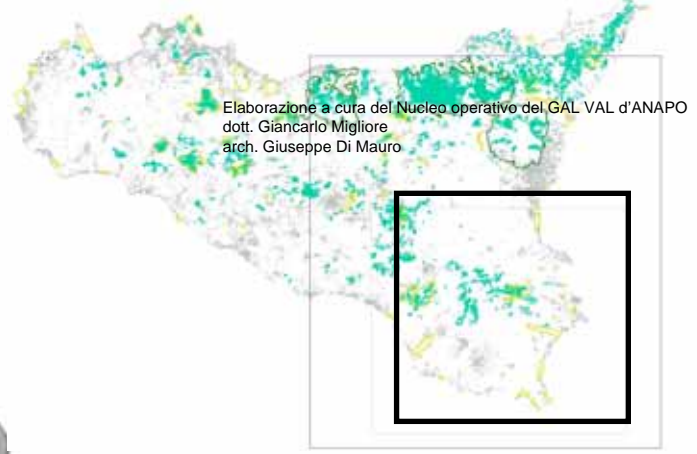 Elaborazione a cura del Nucleo operativo del GAL VAL d'ANAPO
dott. Giancarlo Migliore
arch. Giuseppe Di Mauro